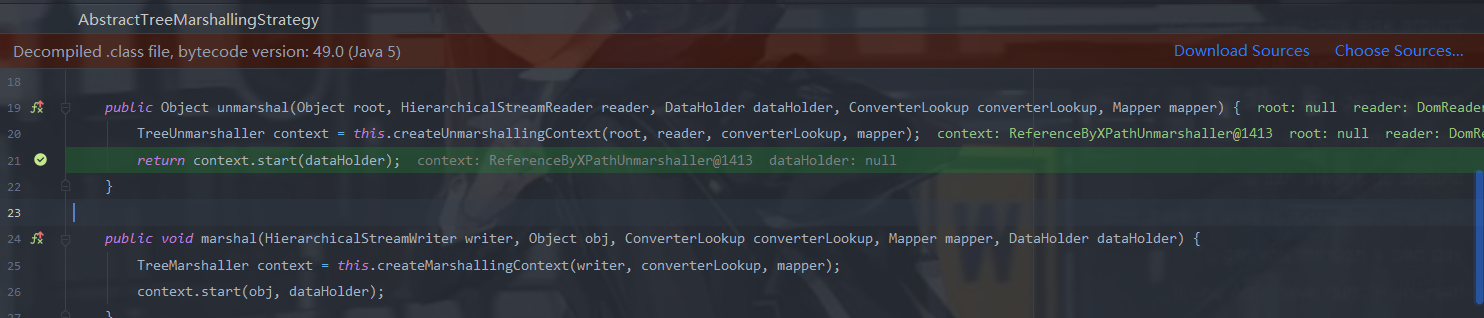 AbstractTreeMarshallingStrategy
Decompiled .class file, bytecode version: 49.0 (Java 5) Download Sources Choose Sources...
18
19 public Object unmarshal(Object root, HierarchicalStreamReader reader, DataHolder dataHolder, ConverterLookup converterLookup, Mapper mapper) { root: null reader: DomReader
20 TreeUnmarshaller context = this.createUnmarshallingContext(root, reader, converterLookup, mapper); context: ReferenceByXPathUnmarshaller@1413 root: null reader: DomRe
21 return context.start(dataHolder); context: ReferenceByXPathUnmarshaller@1413 dataHolder: null
22 }
23
24 public void marshal(HierarchicalStreamWriter writer, Object obj, ConverterLookup converterLookup, Mapper mapper, DataHolder dataHolder) {
25 TreeMarshaller context = this.createMarshallingContext(writer, converterLookup, mapper);
26 context.start(obj, dataHolder);
27 }